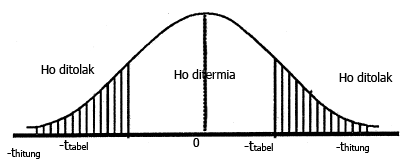 Ho ditolak
Ho ditermia
Ho ditolak
-thitung
-ttabel
0
-ttabel
-thitung